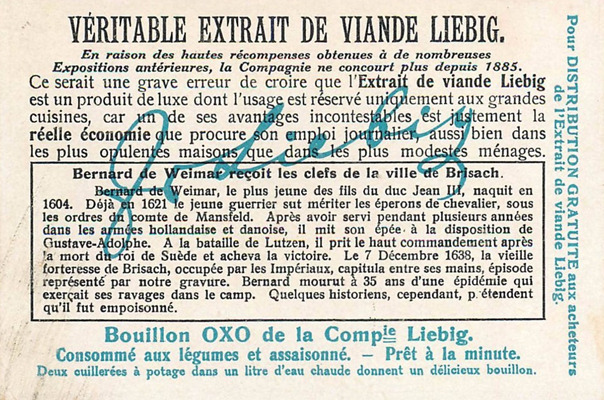 VÉRITABLE EXTRAIT DE VIANDE LIEBIG.
En raison des hautes récompenses obtenues à de nombreuses
Expositions antérieures, la Compagnie ne concourt plus depuis 1885.
Ce serait une grave erreur de croire que l'Extrait de viande Liebig
est un produit de luxe dont l'usage est réservé uniquement aux grandes
cuisines, car un de ses avantages incontestables est justement la
réelle économie que procure son emploi journalier, aussi bien dans
les plus opulentes maisons que dans les plus modestes ménages.
J. v. Liebig
Bernard de Weimar reçoit les clefs de la ville de Brisach.
Bernard de Weimar, le plus jeune des fils du duc Jean III, naquit en
1604. Déjà en 1621 le jeune guerrier sut mériter les éperons de chevalier, sous
les ordres du comte de Mansfeld. Après avoir servi pendant plusieurs années
dans les armées hollandaise et danoise, il mit son épée à la disposition de
Gustave-Adolphe. A la bataille de Lutzen, il prit le haut commandement après
la mort du roi de Suède et acheva la victoire. Le 7 Décembre 1638, la vieille
forteresse de Brisach, occupée par les Impériaux, capitula entre ses mains, épisode
représenté par notre gravure. Bernard mourut à 35 ans d'une épidémie qui
exerçait ses ravages dans le camp. Quelques historiens, cependant, prétendent
qu'il fut empoisonné.
Bouillon OXO de la Compie Liebig.
Consommé aux légumes et assaisonné. – Prêt à la minute.
Deux cuillerées à potage dans un litre d'eau chaude donnent un délicieux bouillon.
Pour DISTRIBUTION GRATUITE aux acheteurs
de l'Extrait de viande Liebig.